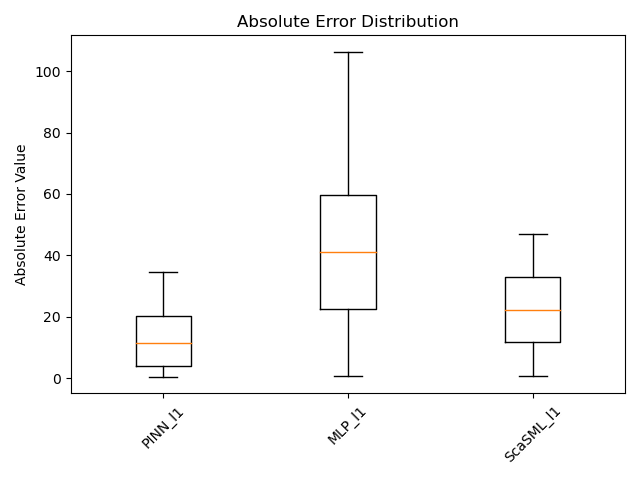 Absolute Error Distribution
Absolute Error Value
100
80
60
40
20
0
PINN_l1
MLP_l1
ScaSML_l1